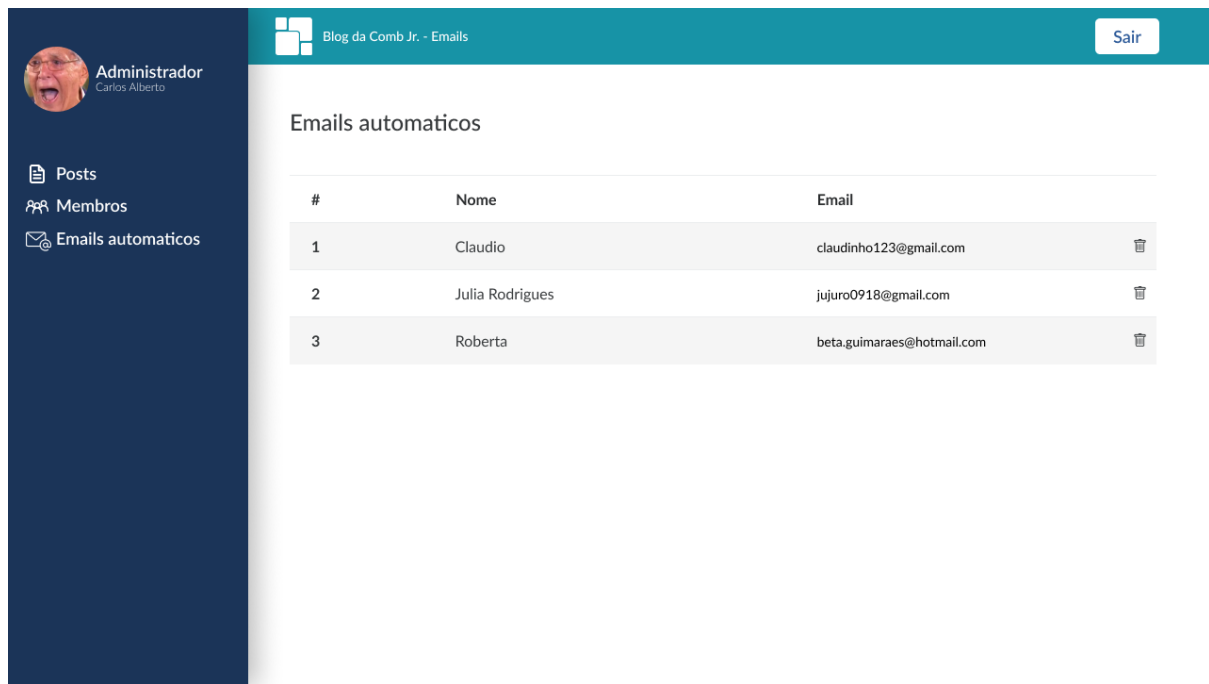 Blog da Comb Jr. - Emails
Sair
Administrador
Carlos Alberto
Posts
Membros
Emails automaticos
Emails automaticos
# Nome Email
1 Claudio claudinho123@gmail.com
2 Julia Rodrigues jujuro0918@gmail.com
3 Roberta beta.guimaraes@hotmail.com